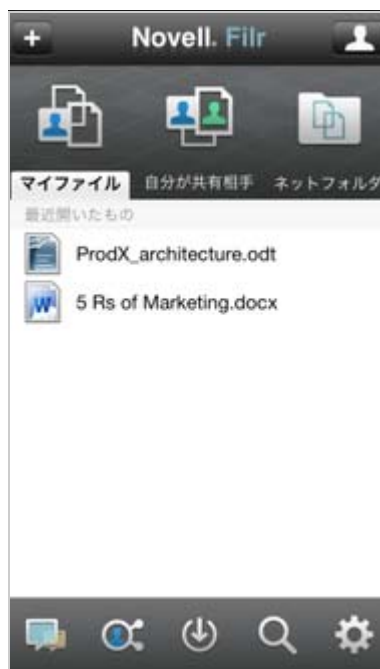 Novell. Filr
マイファイル 自分が共有相手 ネットフォルダ
最近開いたもの
ProdX_architecture.odt
5 Rs of Marketing.docx